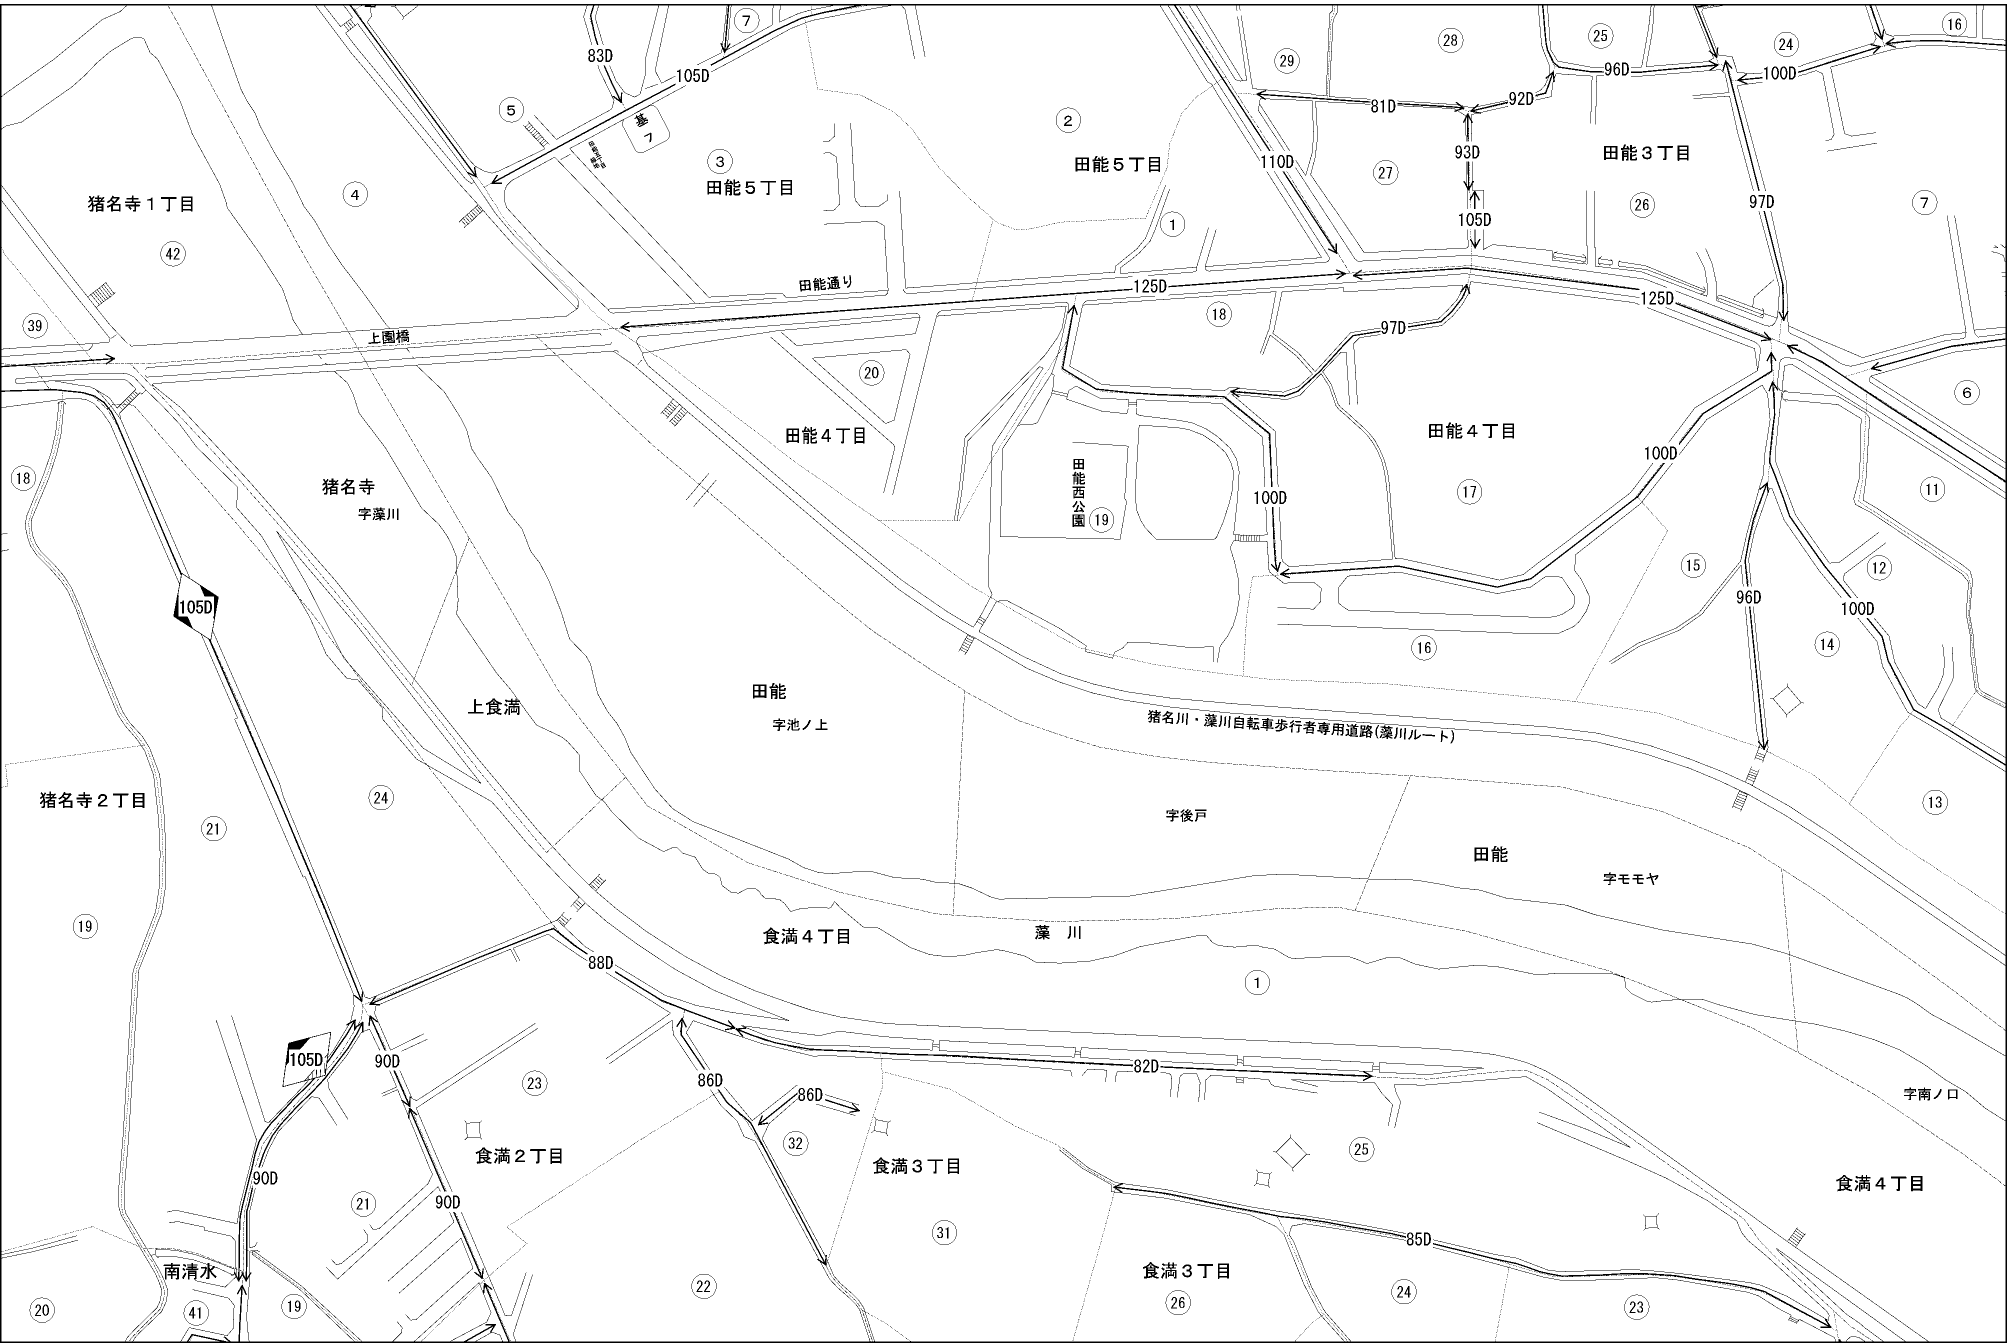 7
83D
105D
5
基
7
3
田能5丁目
2
田能5丁目
1
29
28
25
96D
24
16
100D
81D
92D
110D
93D
27
田能3丁目
26
105D
97D
7
4
猪名寺1丁目
42
39
上園橋
田能通り
125D
125D
18
97D
20
田能4丁目
田能4丁目
17
6
100D
100D
田能西公園
19
11
18
猪名寺
字藻川
105D
15
12
96D
100D
14
16
上食満
田能
字池ノ上
猪名川・藻川自転車歩行者専用道路(藻川ルート)
猪名寺2丁目
21
24
字後戸
13
田能
字モモヤ
19
食満4丁目
藻 川
88D
1
105D
90D
86D
82D
23
86D
32
字南ノ口
食満2丁目
食満3丁目
25
90D
21
90D
食満4丁目
31
85D
南清水
食満3丁目
22
26
24
23
20
41
19